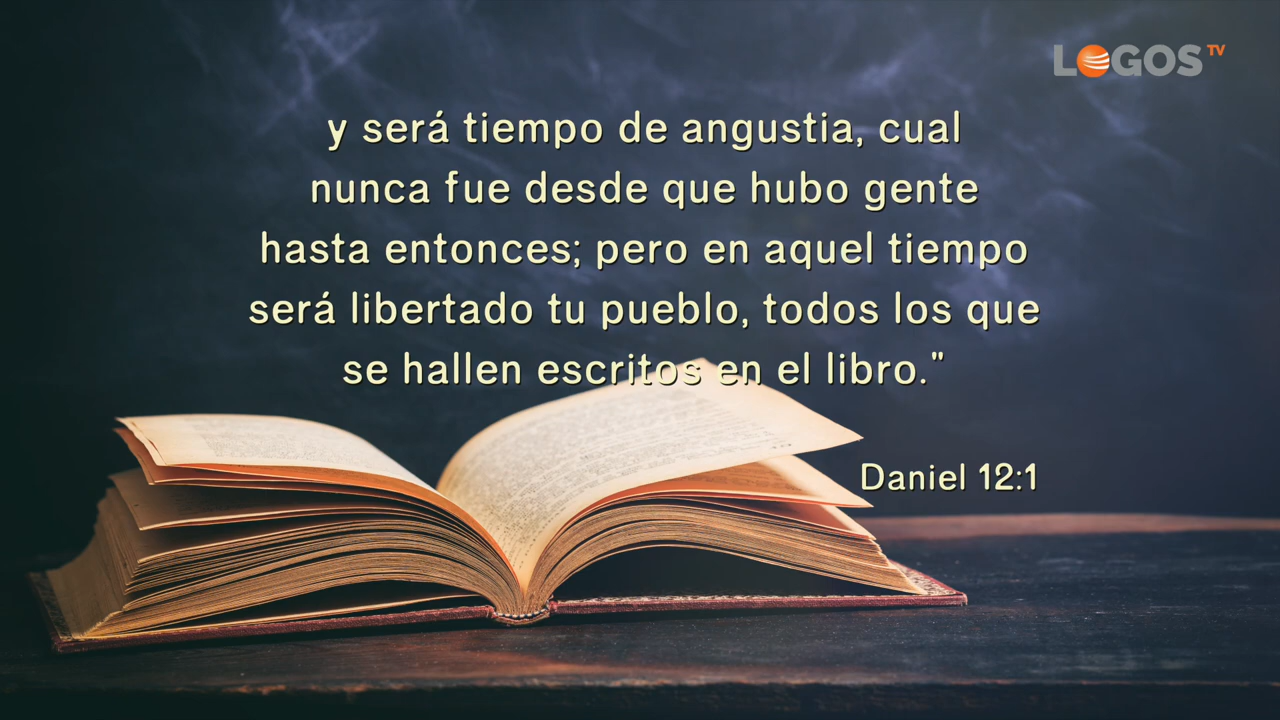 LOGOS TV
y será tiempo de angustia, cual
nunca fue desde que hubo gente
hasta entonces; pero en aquel tiempo
será libertado tu pueblo, todos los que
se hallen escritos en el libro."
Daniel 12:1